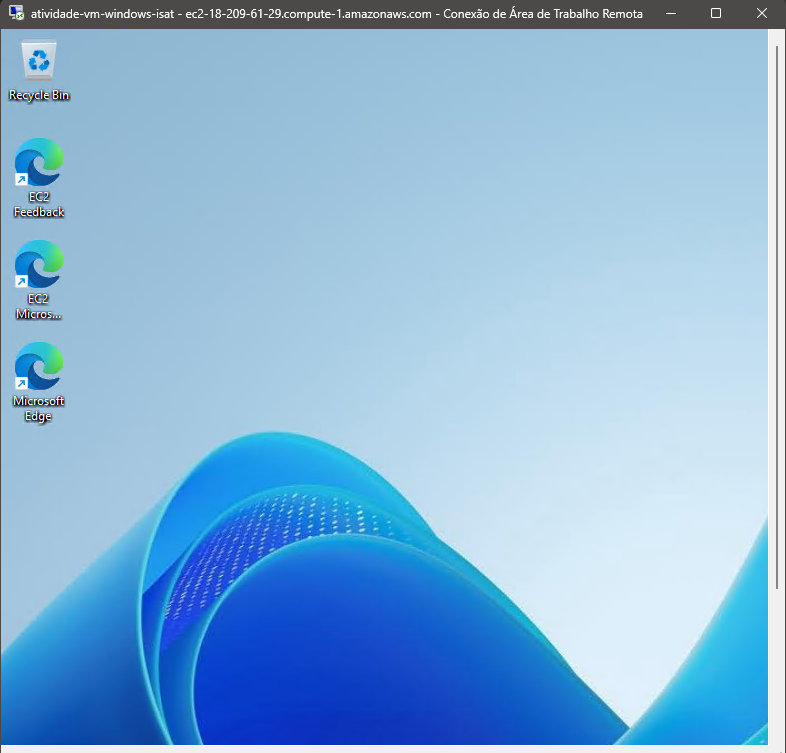 atividade-vm-windows-isat - ec2-18-209-61-29.compute-1.amazonaws.com - Conexão de Área de Trabalho Remota
Recycle Bin
EC2
Feedback
EC2
Micros...
Microsoft
Edge